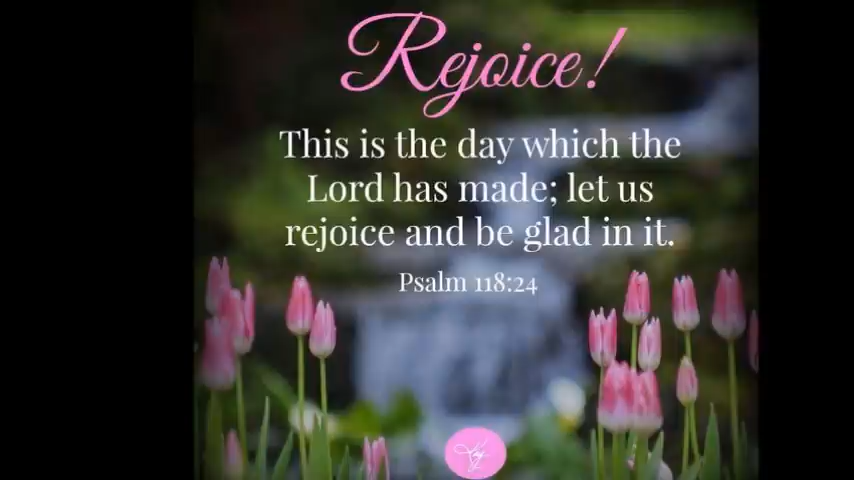 Rejoice!
This is the day which the
Lord has made; let us
rejoice and be glad in it.
Psalm 118:24